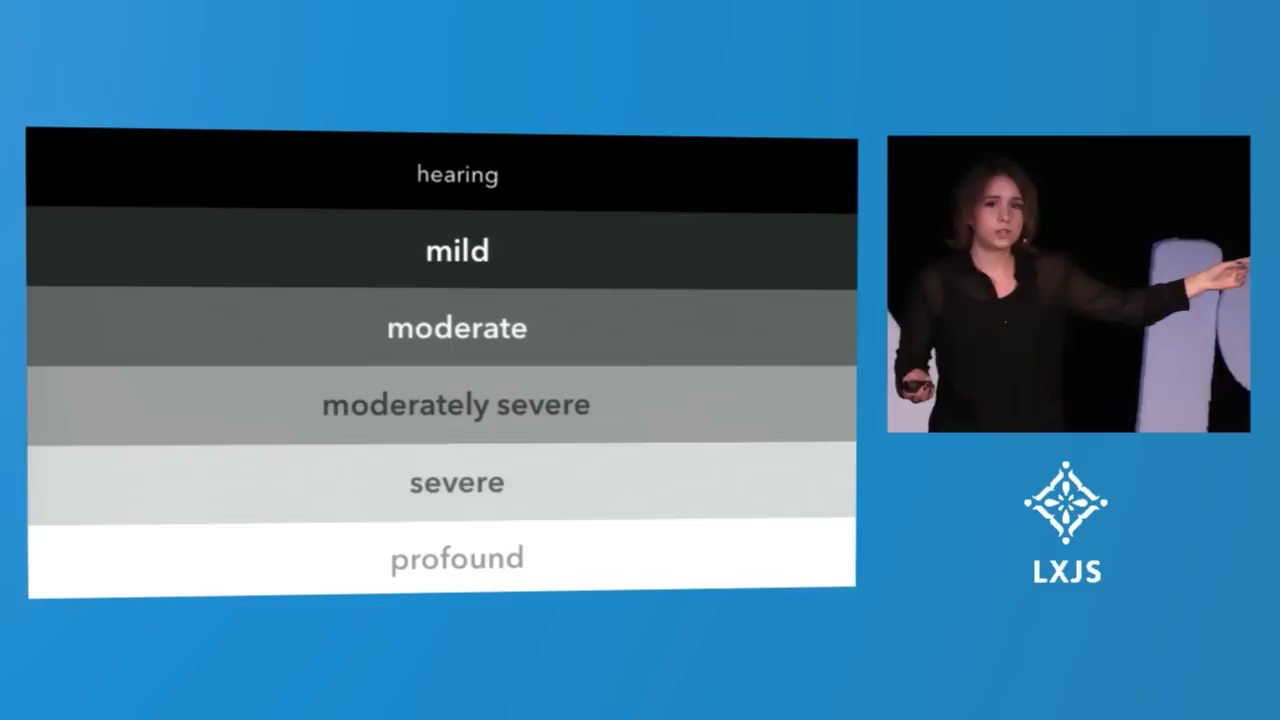 hearing
mild
moderate
moderately severe
severe
profound
LXJS